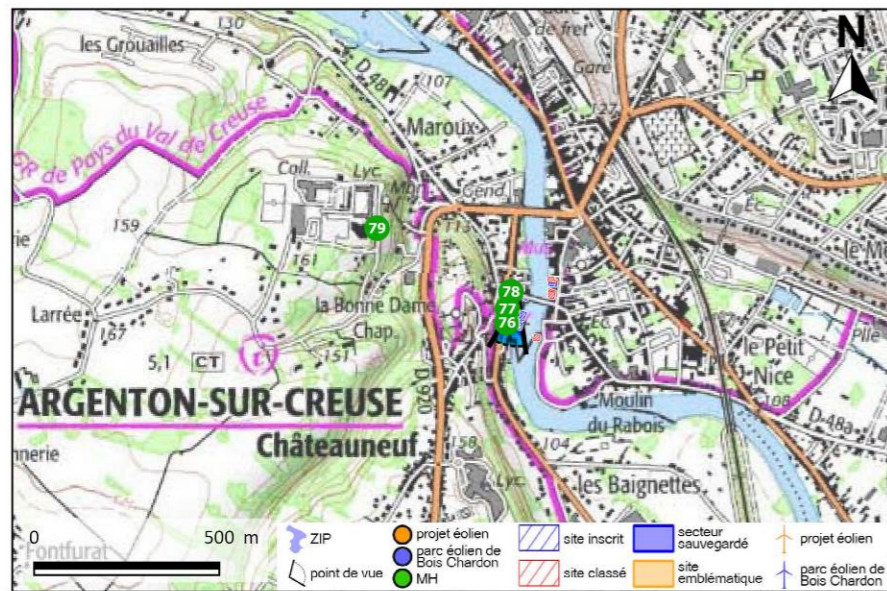 les Grouailles
130
D 48
de fret
Gare
N
107
127
Maroux
GR de Pays du Val de Creuse
Coll.
Lyc.
Gend.
159
79
113
Mus
161
78
77
76
la Bonne Dame
Chap.
Larrée
167
151
5,1
CT
le Petit
Nice
ARGENTON-SUR-CREUSE
D 920
Moulin
du Rabois
108
D 48a
Châteauneuf
104
158
Lyc.
les Baignettes
nnerie
Fontfurat
0
500 m
ZIP
point de vue
projet éolien
parc éolien de
Bois Chardon
MH
site inscrit
site classé
secteur
sauvegardé
site
emblématique
projet éolien
parc éolien de
Bois Chardon